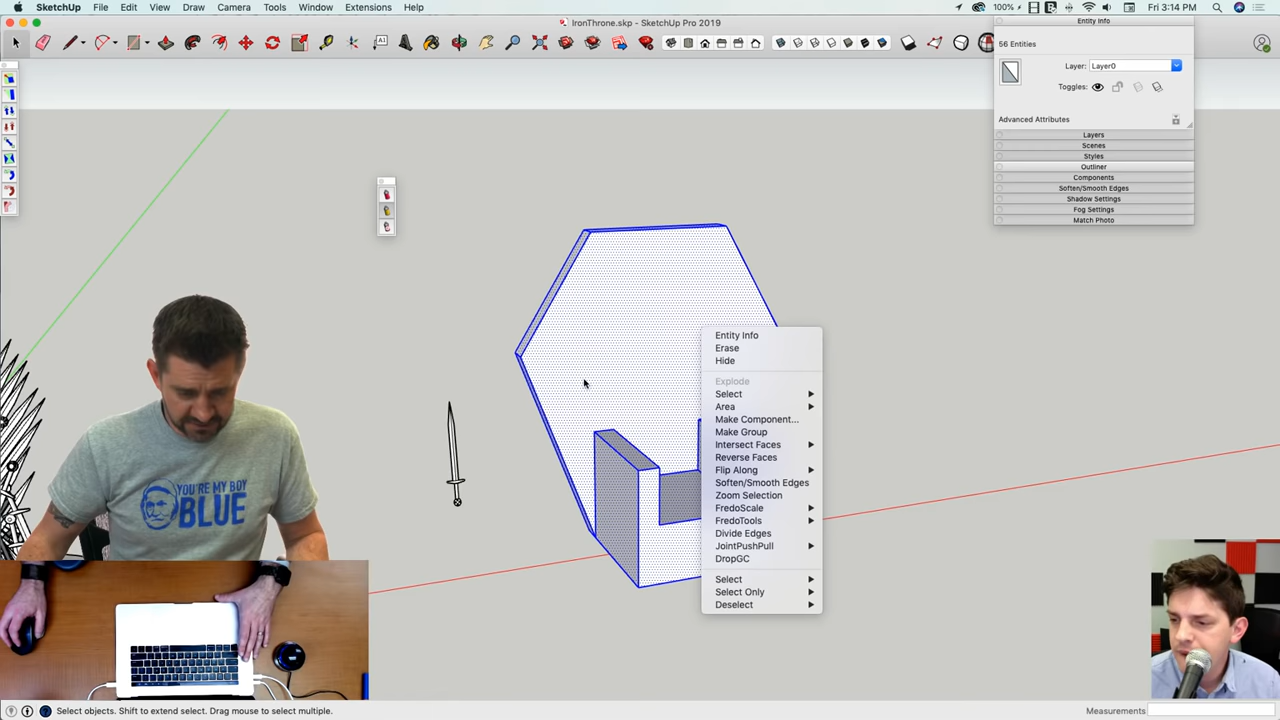 SketchUp File Edit View Draw Camera Tools Window Extensions Help
100% Fri 3:14 PM
IronThrone.skp - SketchUp Pro 2019
Entity Info
56 Entities
Layer: Layer0
Toggles:
Advanced Attributes
Layers
Scenes
Styles
Outliner
Components
Soften/Smooth Edges
Shadow Settings
Fog Settings
Match Photo
Entity Info
Erase
Hide
Explode
Select
Area
Make Component...
Make Group
Intersect Faces
Reverse Faces
Flip Along
Soften/Smooth Edges
Zoom Selection
FredoScale
FredoTools
Divide Edges
JointPushPull
DropGC
Select
Select Only
Deselect
YOU'RE MY BOY
BLUE
Select objects. Shift to extend select. Drag mouse to select multiple.
Measurements